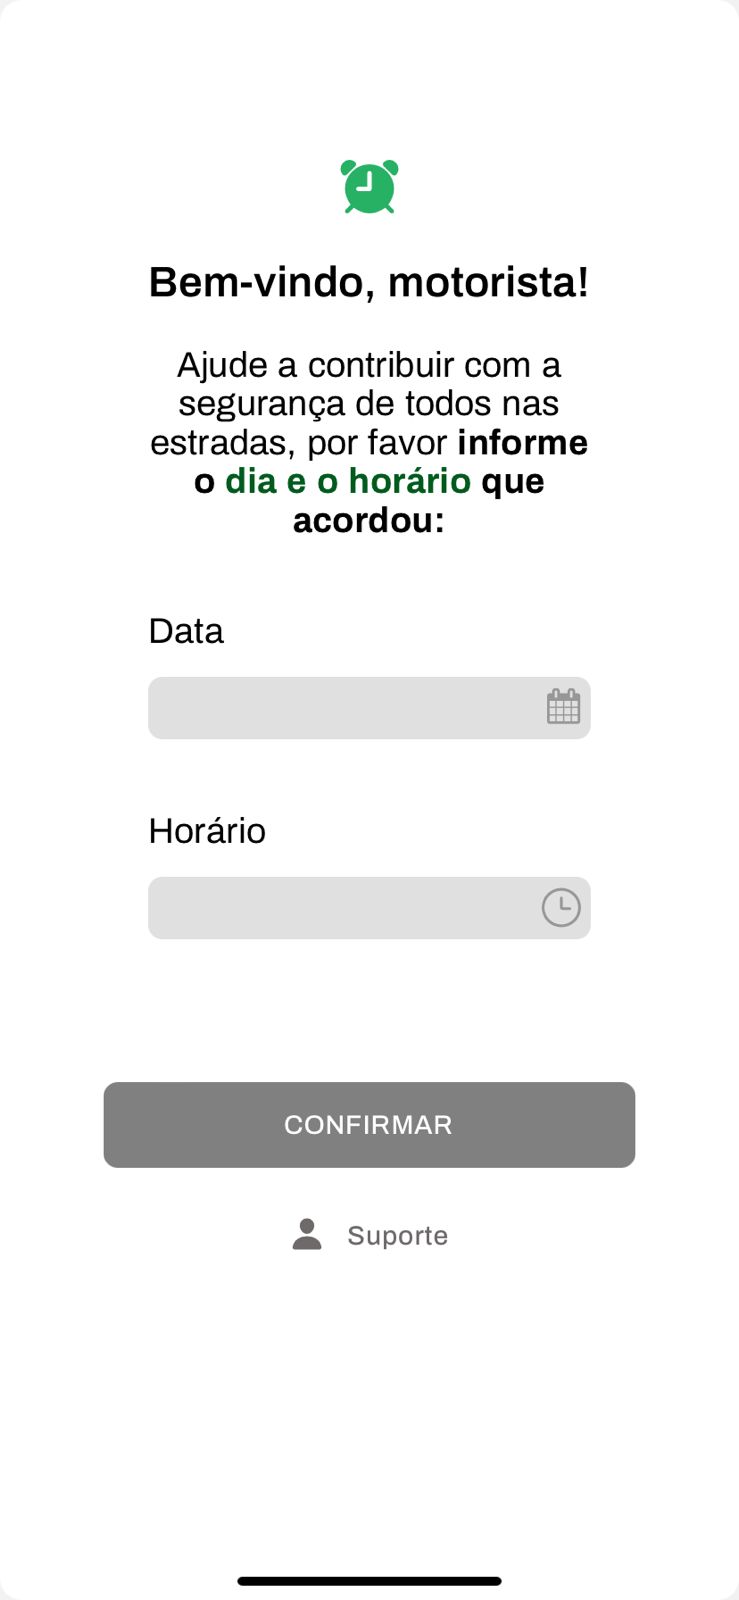 Bem-vindo, motorista!
Ajude a contribuir com a
segurança de todos nas
estradas, por favor informe
o dia e o horário que
acordou:
Data
Horário
CONFIRMAR
Suporte